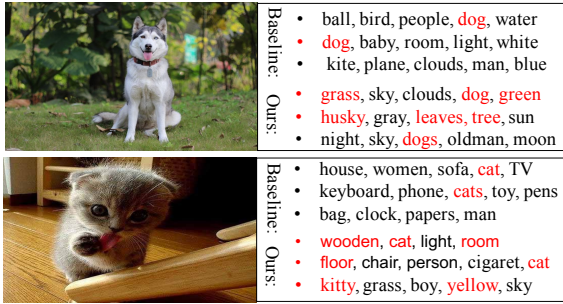 Baseline:
• ball, bird, people, dog, water
• dog, baby, room, light, white
• kite, plane, clouds, man, blue
Ours:
• grass, sky, clouds, dog, green
• husky, gray, leaves, tree, sun
• night, sky, dogs, oldman, moon
Baseline:
• house, women, sofa, cat, TV
• keyboard, phone, cats, toy, pens
• bag, clock, papers, man
Ours:
• wooden, cat, light, room
• floor, chair, person, cigaret, cat
• kitty, grass, boy, yellow, sky